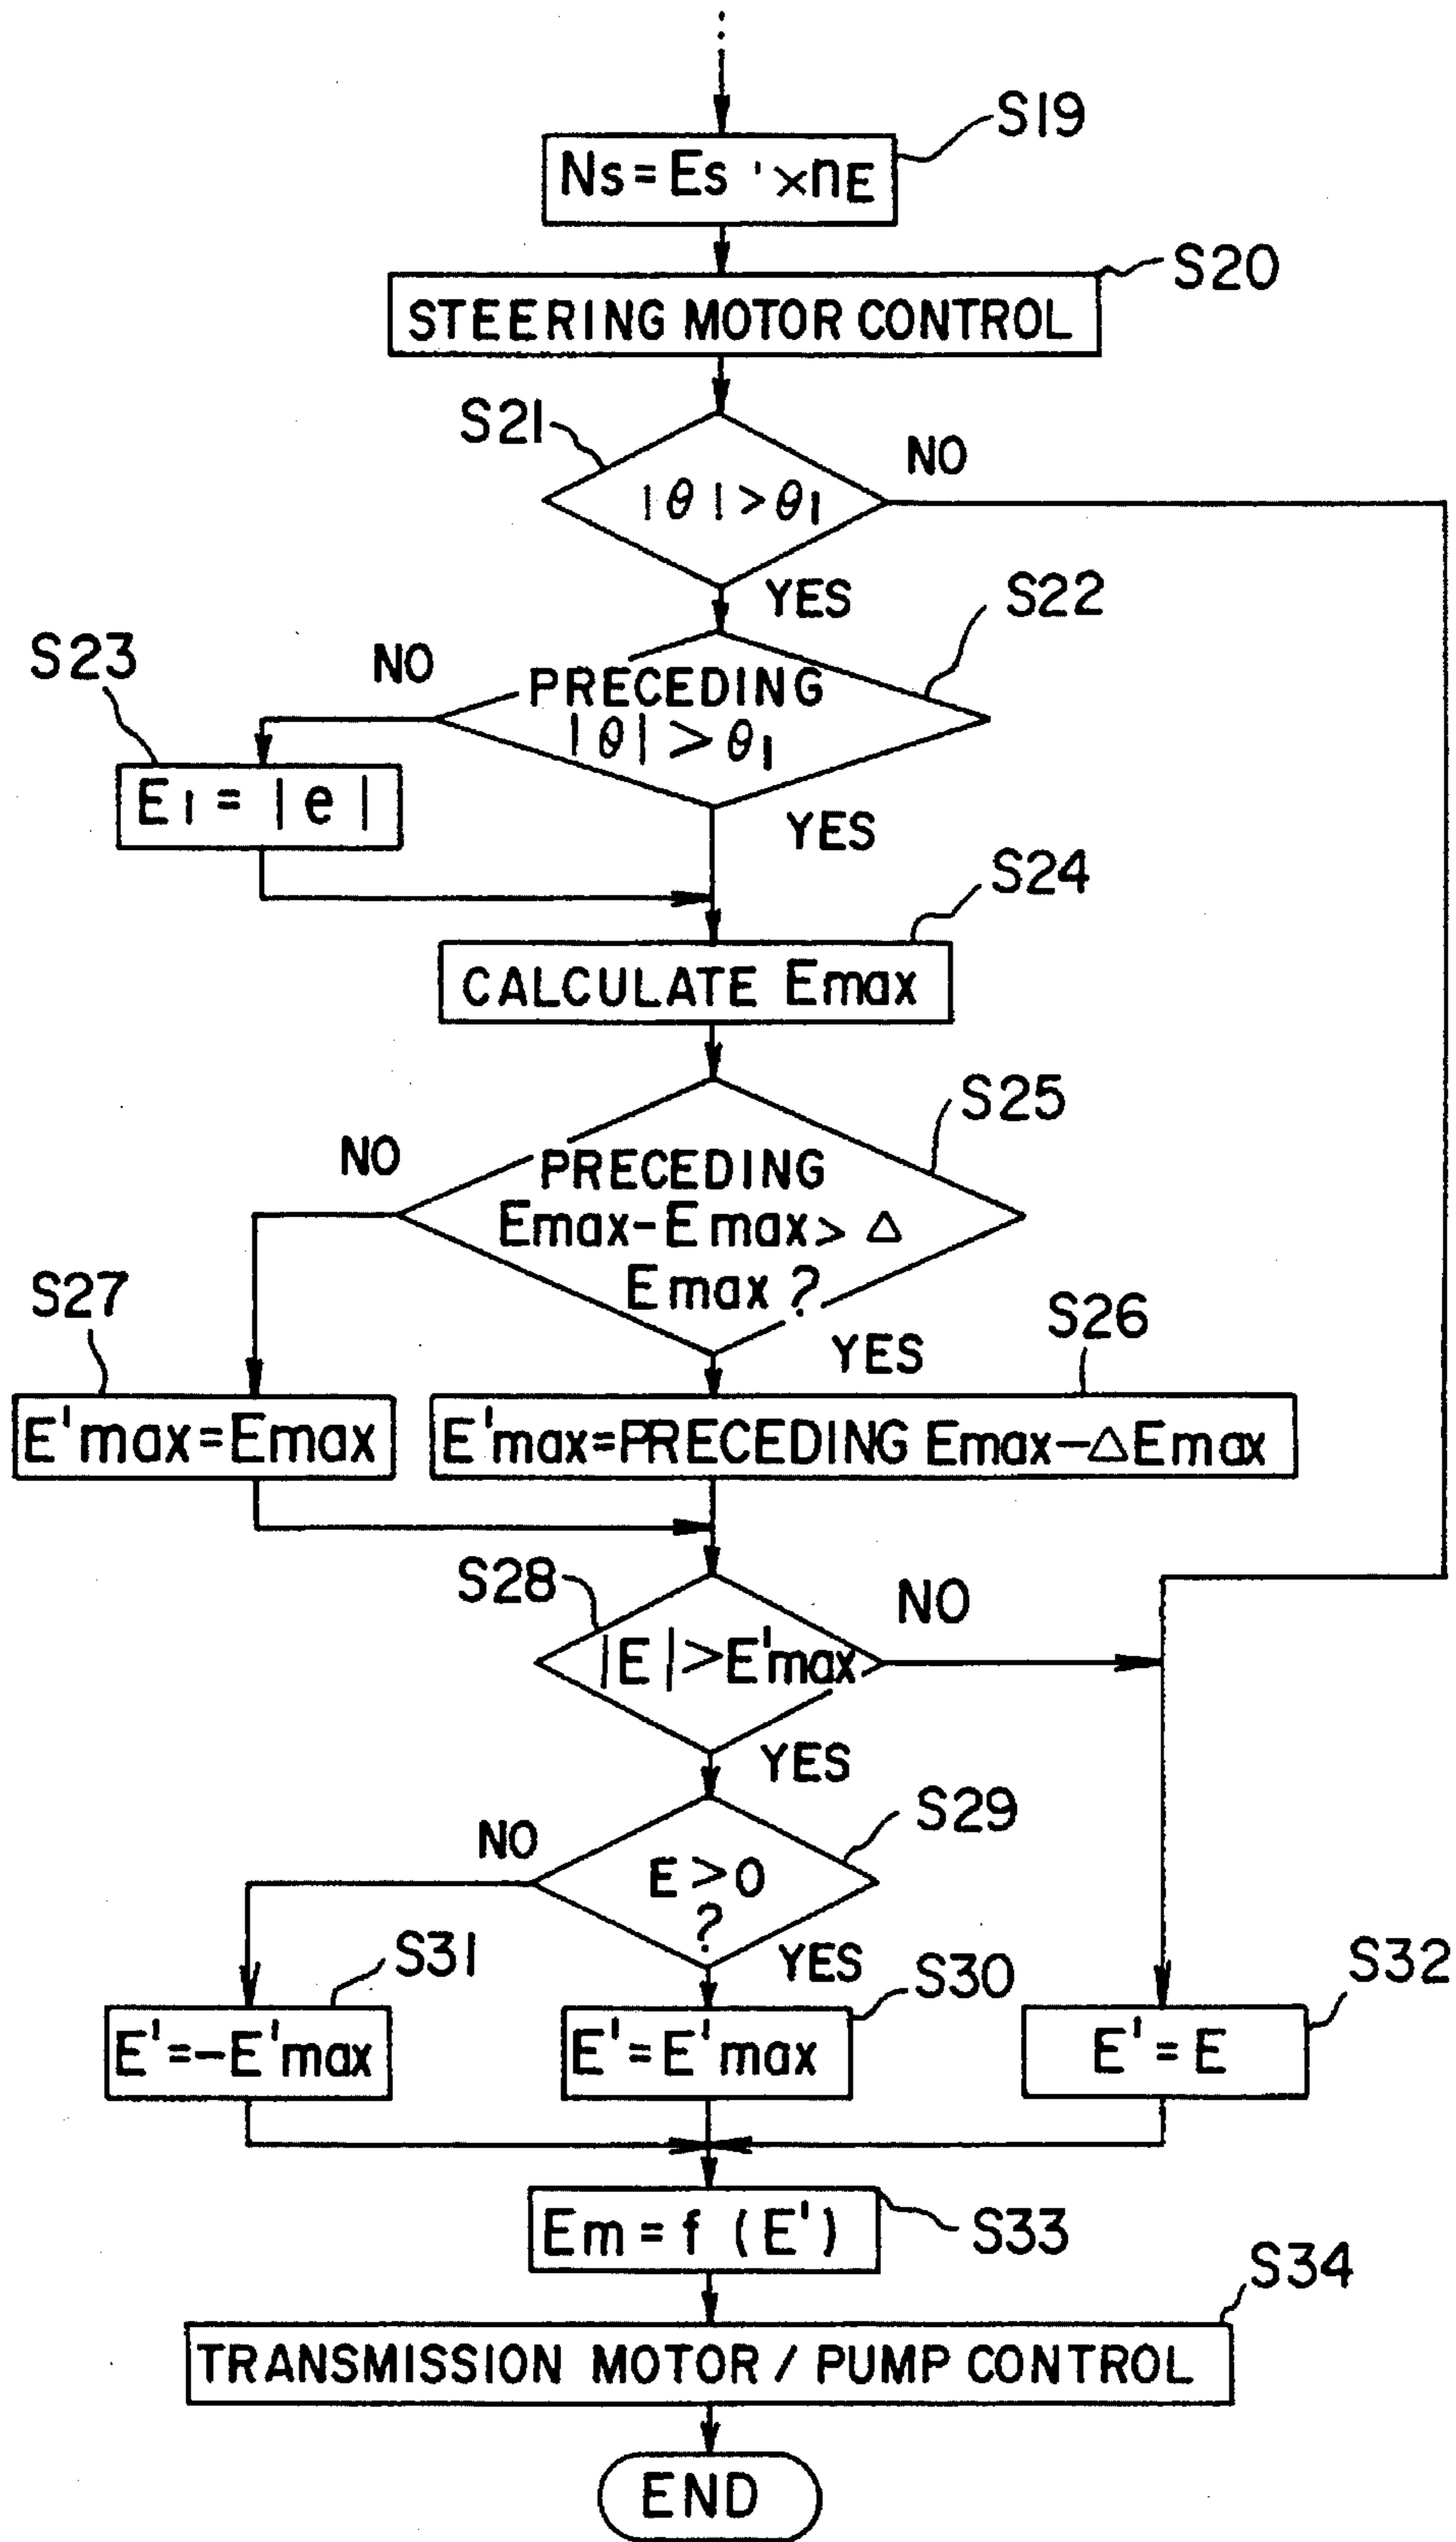 S19
Ns=Es'×nE
S20
STEERING MOTOR CONTROL
S21
NO
|θ|>θ1
YES
S22
S23
NO
PRECEDING
|θ|>θ1
E1=|e|
YES
S24
CALCULATE Emax
S25
NO
PRECEDING
Emax-Emax>△
Emax?
S27
S26
YES
E'max=Emax
E'max=PRECEDING Emax-△Emax
S28
NO
|E|>E'max
YES
S29
NO
E>0
?
S31
YES
S30
S32
E'=-E'max
E'=E'max
E'=E
Em=f(E')
S33
S34
TRANSMISSION MOTOR/PUMP CONTROL
END